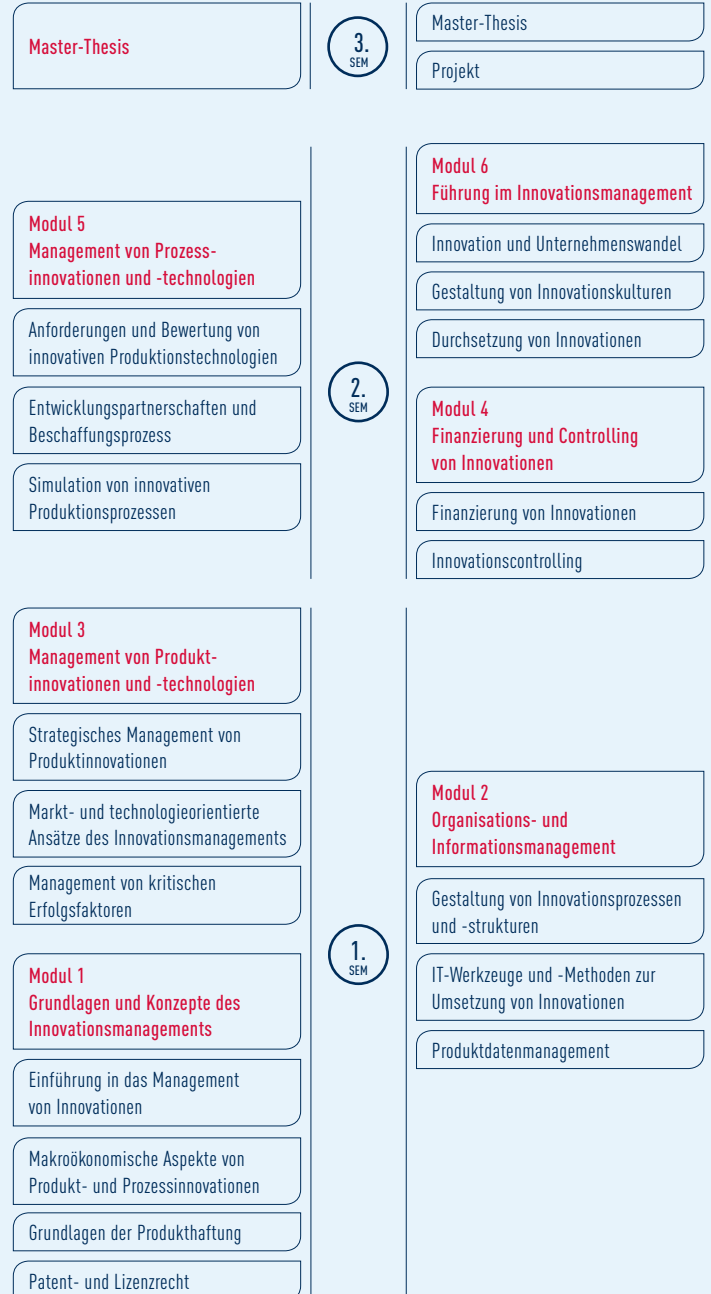 Master-Thesis
3.
SEM
Master-Thesis
Projekt
Modul 5
Management von Prozess-
innovationen und -technologien
Anforderungen und Bewertung von
innovativen Produktionstechnologien
Entwicklungspartnerschaften und
Beschaffungsprozess
Simulation von innovativen
Produktionsprozessen
2.
SEM
Modul 6
Führung im Innovationsmanagement
Innovation und Unternehmenswandel
Gestaltung von Innovationskulturen
Durchsetzung von Innovationen
Modul 4
Finanzierung und Controlling
von Innovationen
Finanzierung von Innovationen
Innovationscontrolling
Modul 3
Management von Produkt-
innovationen und -technologien
Strategisches Management von
Produktinnovationen
Markt- und technologieorientierte
Ansätze des Innovationsmanagements
Management von kritischen
Erfolgsfaktoren
Modul 1
Grundlagen und Konzepte des
Innovationsmanagements
Einführung in das Management
von Innovationen
Makroökonomische Aspekte von
Produkt- und Prozessinnovationen
Grundlagen der Produkthaftung
Patent- und Lizenzrecht
1.
SEM
Modul 2
Organisations- und
Informationsmanagement
Gestaltung von Innovationsprozessen
und -strukturen
IT-Werkzeuge und -Methoden zur
Umsetzung von Innovationen
Produktdatenmanagement